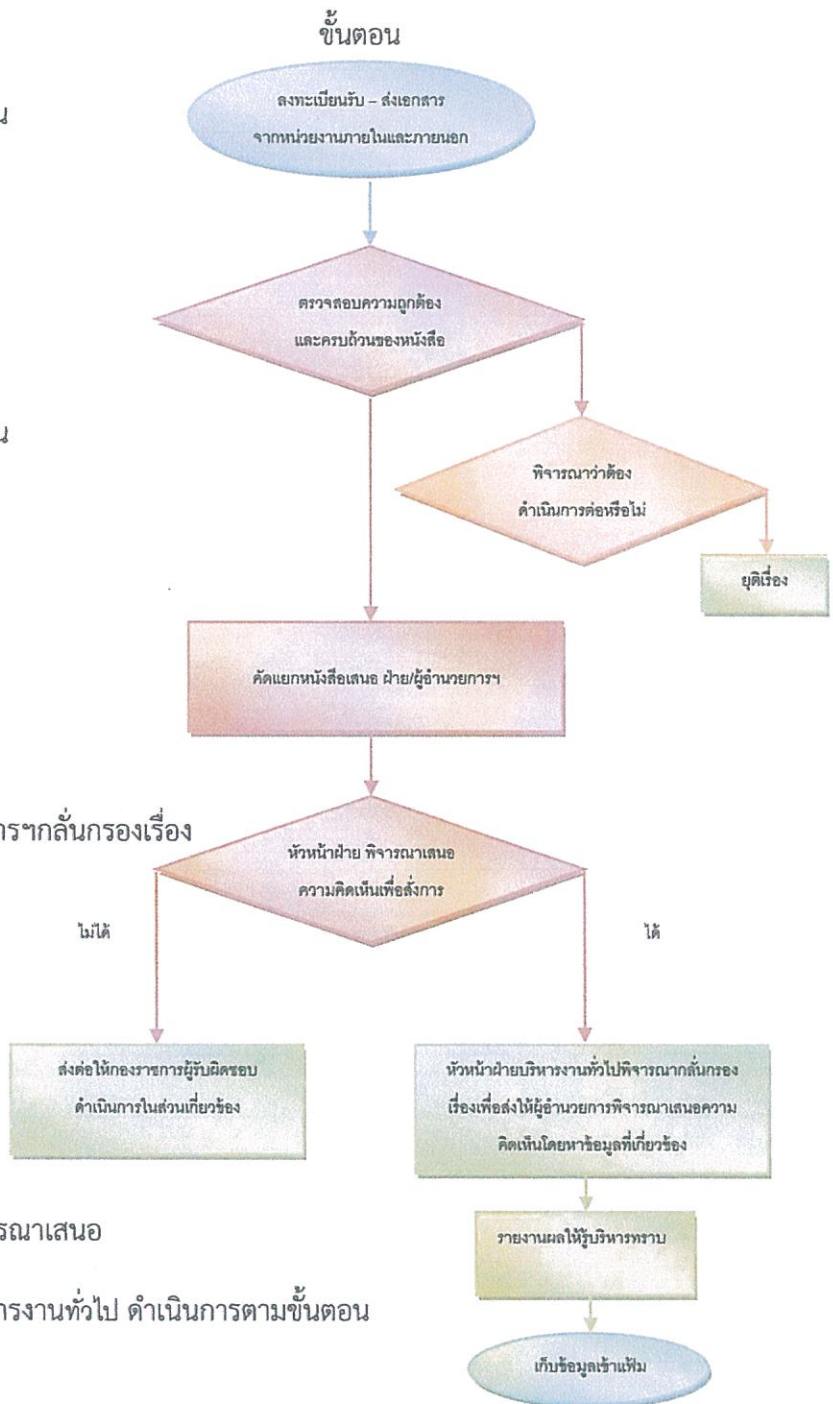 ขั้นตอน
ลงทะเบียนรับ – ส่งเอกสาร
จากหน่วยงานภายในและภายนอก
น
ตรวจสอบความถูกต้อง
และครบถ้วนของหนังสือ
น
พิจารณาว่าต้อง
ดำเนินการต่อหรือไม่
ยุติเรื่อง
คัดแยกหนังสือเสนอ ฝ่าย/ผู้อำนวยการฯ
ารฯกลั่นกรองเรื่อง
หัวหน้าฝ่าย พิจารณาเสนอ
ความคิดเห็นเพื่อสั่งการ
ไม่ได้
ได้
ส่งต่อให้กองราชการผู้รับผิดชอบ
ดำเนินการในส่วนเกี่ยวข้อง
หัวหน้าฝ่ายบริหารงานทั่วไปพิจารณากลั่นกรอง
เรื่องเพื่อส่งให้ผู้อำนวยการพิจารณาเสนอความ
คิดเห็นโดยหาข้อมูลที่เกี่ยวข้อง
รณาเสนอ
รายงานผลให้รู้บริหารทราบ
ารงานทั่วไป ดำเนินการตามขั้นตอน
เก็บข้อมูลเข้าแฟ้ม